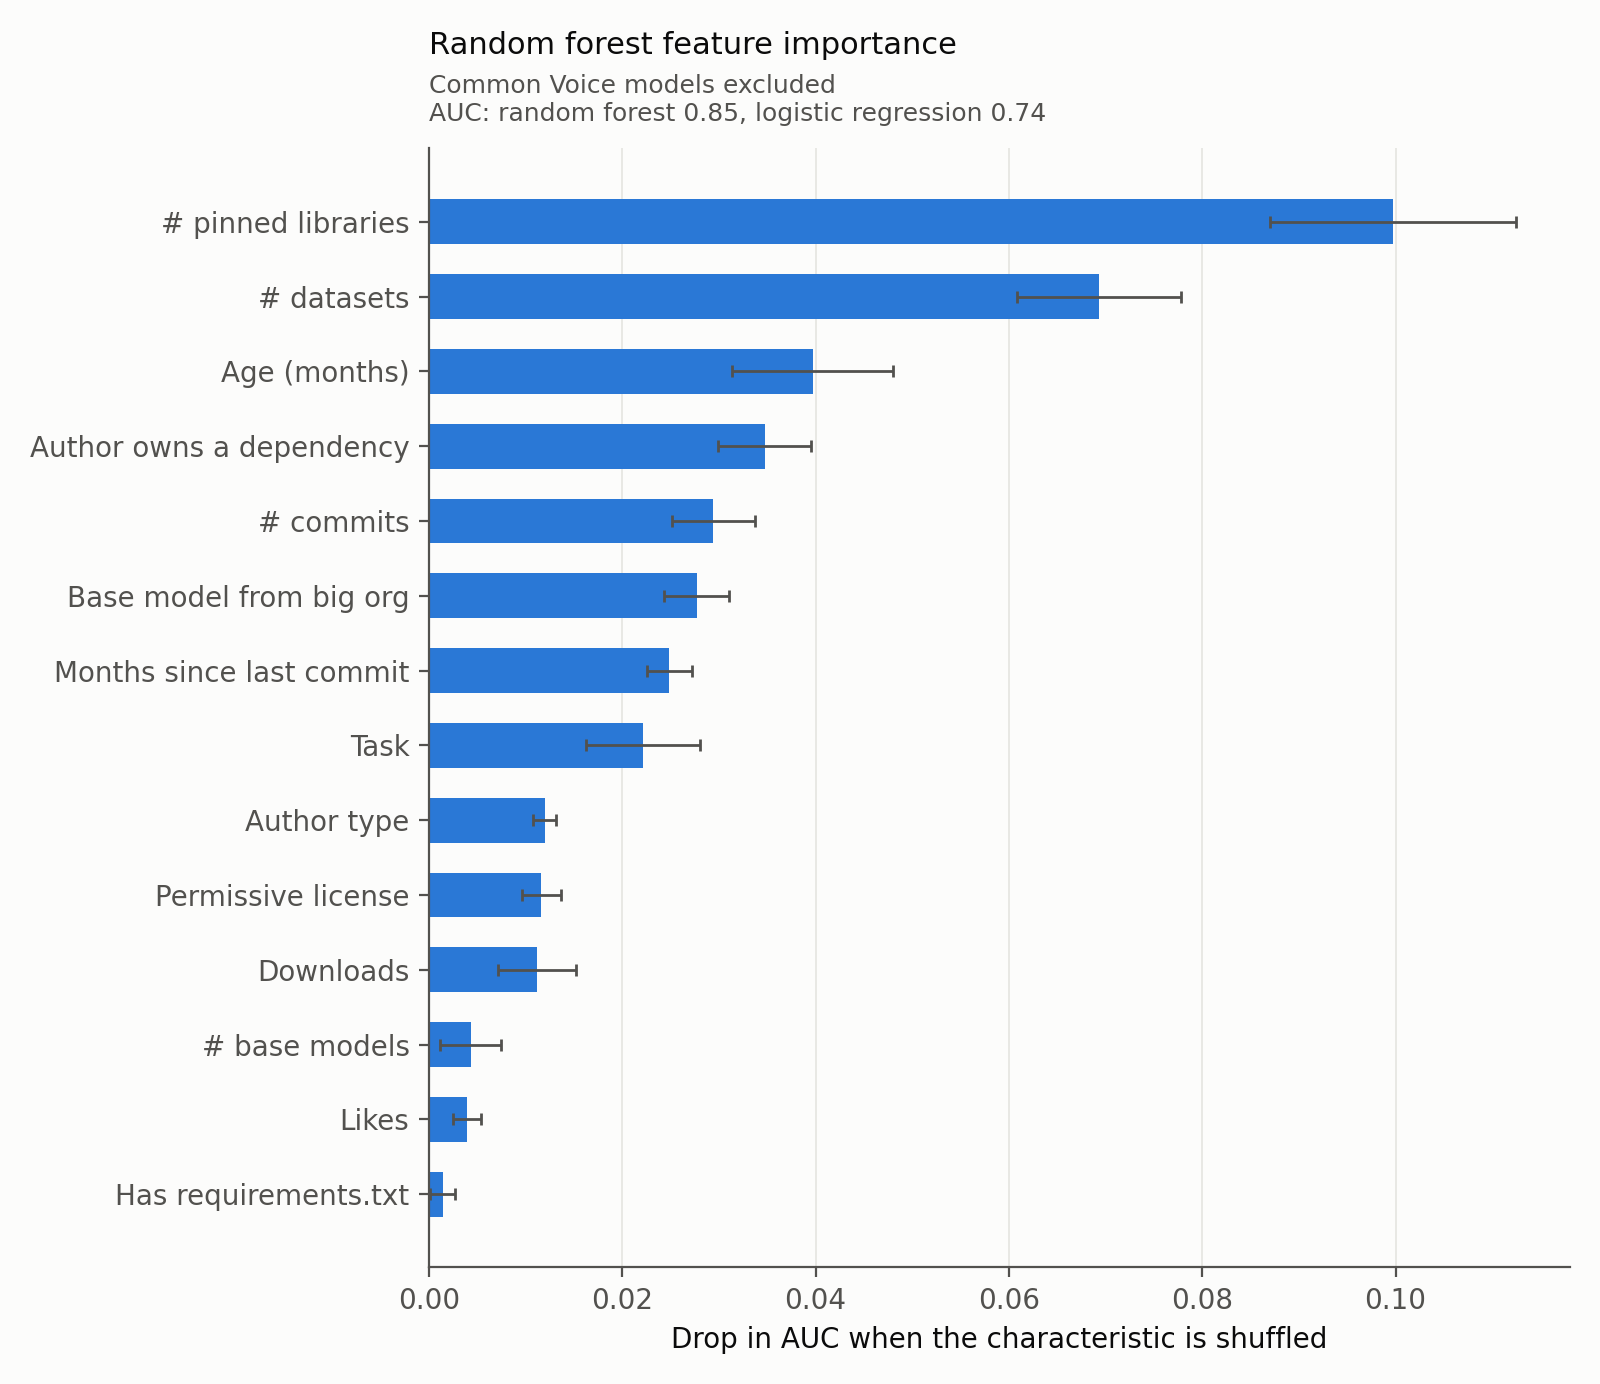 Random forest feature importance
Common Voice models excluded
AUC: random forest 0.85, logistic regression 0.74
# pinned libraries
# datasets
Age (months)
Author owns a dependency
# commits
Base model from big org
Months since last commit
Task
Author type
Permissive license
Downloads
# base models
Likes
Has requirements.txt
0.00 0.02 0.04 0.06 0.08 0.10
Drop in AUC when the characteristic is shuffled